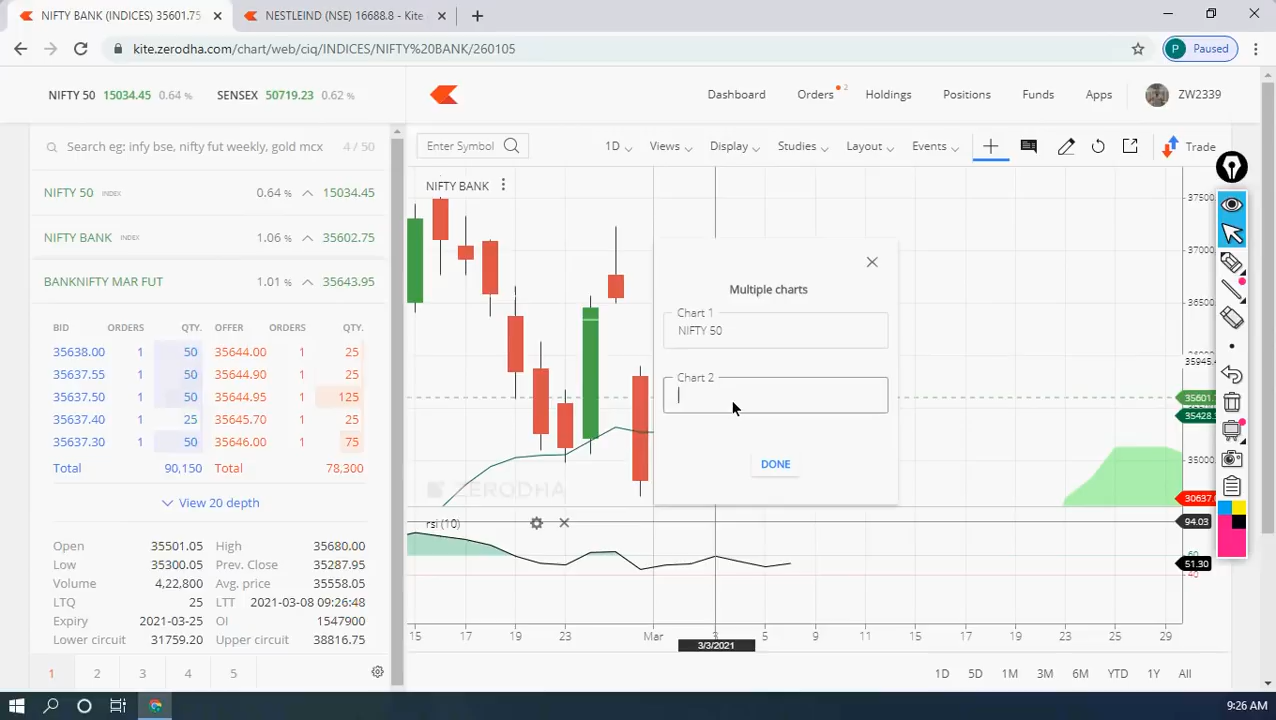 NIFTY BANK (INDICES) 35601.75
NESTLEIND (NSE) 16688.8 - Kite
kite.zerodha.com/chart/web/ciq/INDICES/NIFTY%20BANK/260105
P Paused
NIFTY 50 15034.45 0.64 % SENSEX 50719.23 0.62 %
Dashboard Orders 2 Holdings Positions Funds Apps ZW2339
Search eg: infy bse, nifty fut weekly, gold mcx 4 / 50
Enter Symbol 1D Views Display Studies Layout Events Trade
NIFTY 50 INDEX 0.64 % 15034.45
NIFTY BANK INDEX 1.06 % 35602.75
BANKNIFTY MAR FUT 1.01 % 35643.95
BID ORDERS QTY. OFFER ORDERS QTY.
35638.00 1 50 35644.00 1 25
35637.55 1 25 35644.90 1 25
35637.50 1 50 35644.95 1 125
35637.40 1 25 35645.70 1 25
35637.30 1 50 35646.00 1 75
Total 90,150 Total 78,300
View 20 depth
Open 35501.05 High 35680.00
Low 35300.05 Prev. Close 35287.95
Volume 4,22,800 Avg. price 35558.15
LTQ 25 LTT 2021-03-08 09:26:48
Expiry 2021-03-25 OI 1547900
Lower circuit 31759.20 Upper circuit 38816.75
1 2 3 4 5
NIFTY BANK
Multiple charts
Chart 1
NIFTY 50
Chart 2
DONE
ZERODHA
37500
37000
36500
35945.
35601.
35428.
35000
30637.
rsi (10)
94.03
60
51.30
40
15 17 19 23 Mar 3 5 9 11 15 17 19 23 25 29
3/3/2021
1D 5D 1M 3M 6M YTD 1Y All
9:26 AM